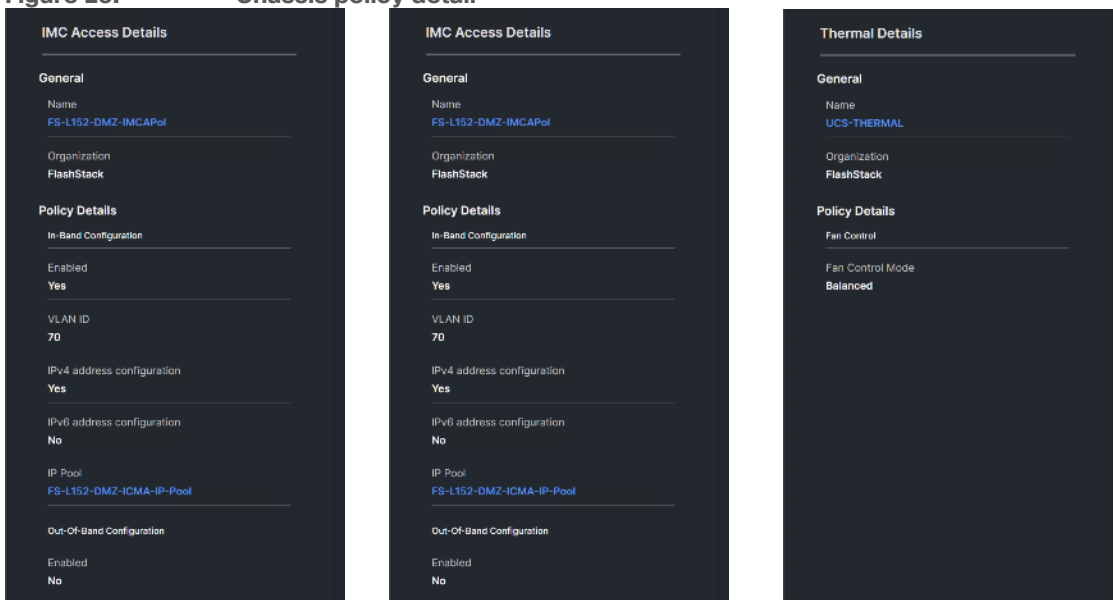 Chassis policy detail
IMC Access Details
General
Name
FS-L152-DMZ-IMCAPol
Organization
FlashStack
Policy Details
In-Band Configuration
Enabled
Yes
VLAN ID
70
IPv4 address configuration
Yes
IPv6 address configuration
No
IP Pool
FS-L152-DMZ-ICMA-IP-Pool
Out-Of-Band Configuration
Enabled
No
IMC Access Details
General
Name
FS-L152-DMZ-IMCAPol
Organization
FlashStack
Policy Details
In-Band Configuration
Enabled
Yes
VLAN ID
70
IPv4 address configuration
Yes
IPv6 address configuration
No
IP Pool
FS-L152-DMZ-ICMA-IP-Pool
Out-Of-Band Configuration
Enabled
No
Thermal Details
General
Name
UCS-THERMAL
Organization
FlashStack
Policy Details
Fan Control
Fan Control Mode
Balanced